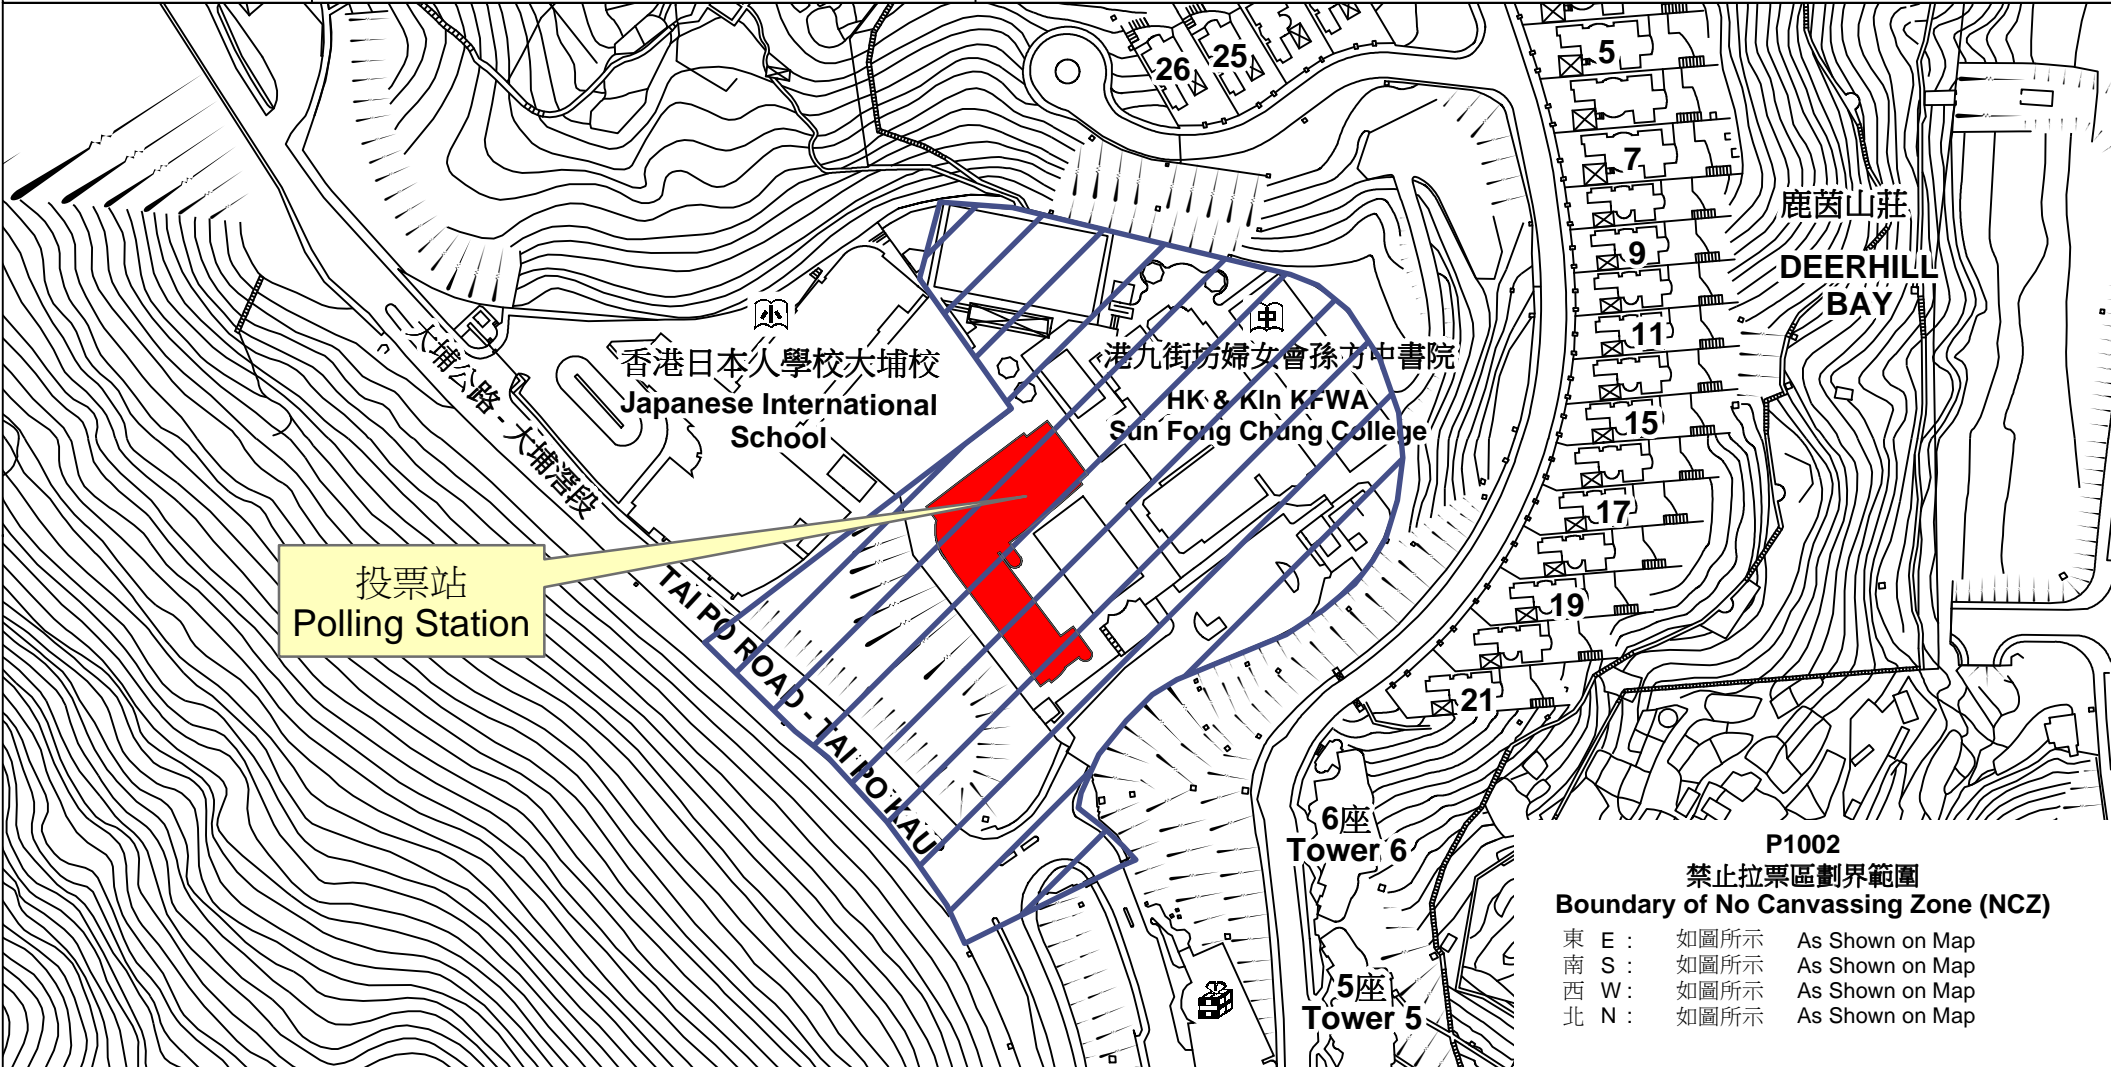 26
25
5
7
9
11
15
17
19
21
鹿茵山莊
DEERHILL
BAY
小
香港日本人學校大埔校
Japanese International
School
中
港九街坊婦女會孫方中書院
HK & Kln KFWA
Sun Fong Chung College
大埔公路 - 大埔滘段
TAI PO ROAD - TAI PO KAU
投票站
Polling Station
6座
Tower 6
5座
Tower 5
P1002
禁止拉票區劃界範圍
Boundary of No Canvassing Zone (NCZ)
東 E : 如圖所示 As Shown on Map
南 S : 如圖所示 As Shown on Map
西 W : 如圖所示 As Shown on Map
北 N : 如圖所示 As Shown on Map